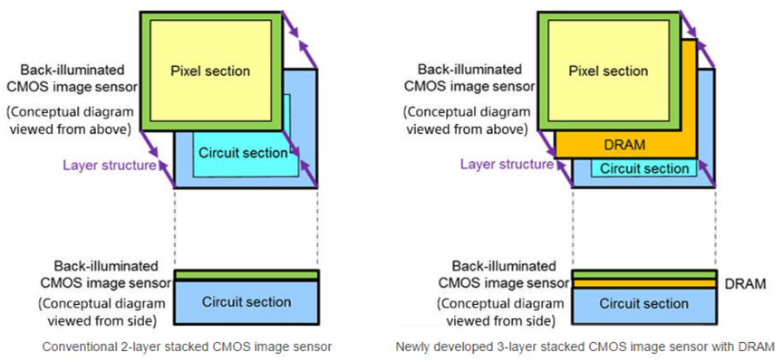 Pixel section
Back-illuminated
CMOS image sensor
(Conceptual diagram
viewed from above)
Circuit section
Layer structure
Back-illuminated
CMOS image sensor
(Conceptual diagram
viewed from side)
Circuit section
Conventional 2-layer stacked CMOS image sensor
Pixel section
Back-illuminated
CMOS image sensor
(Conceptual diagram
viewed from above)
DRAM
Layer structure
Circuit section
Back-illuminated
CMOS image sensor
DRAM
(Conceptual diagram
viewed from side)
Circuit section
Newly developed 3-layer stacked CMOS image sensor with DRAM